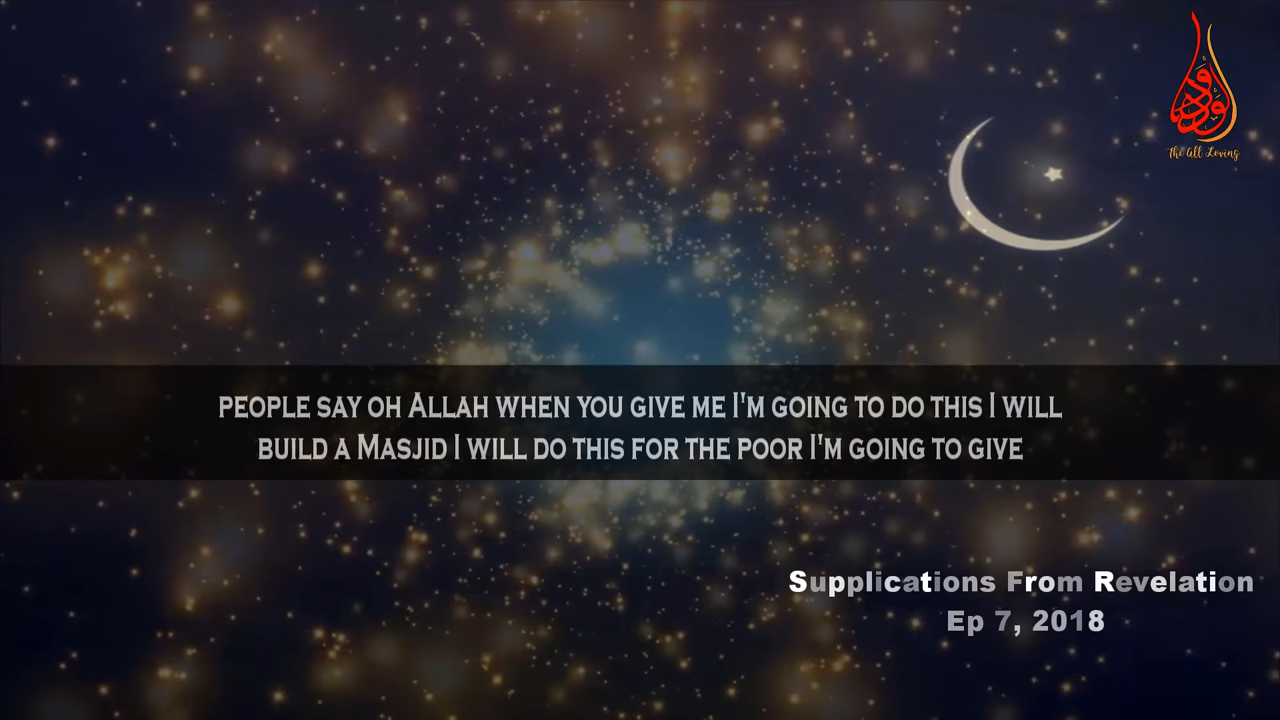 الودود
The All Loving
PEOPLE SAY OH ALLAH WHEN YOU GIVE ME I'M GOING TO DO THIS I WILL
BUILD A MASJID I WILL DO THIS FOR THE POOR I'M GOING TO GIVE
Supplications From Revelation
Ep 7, 2018